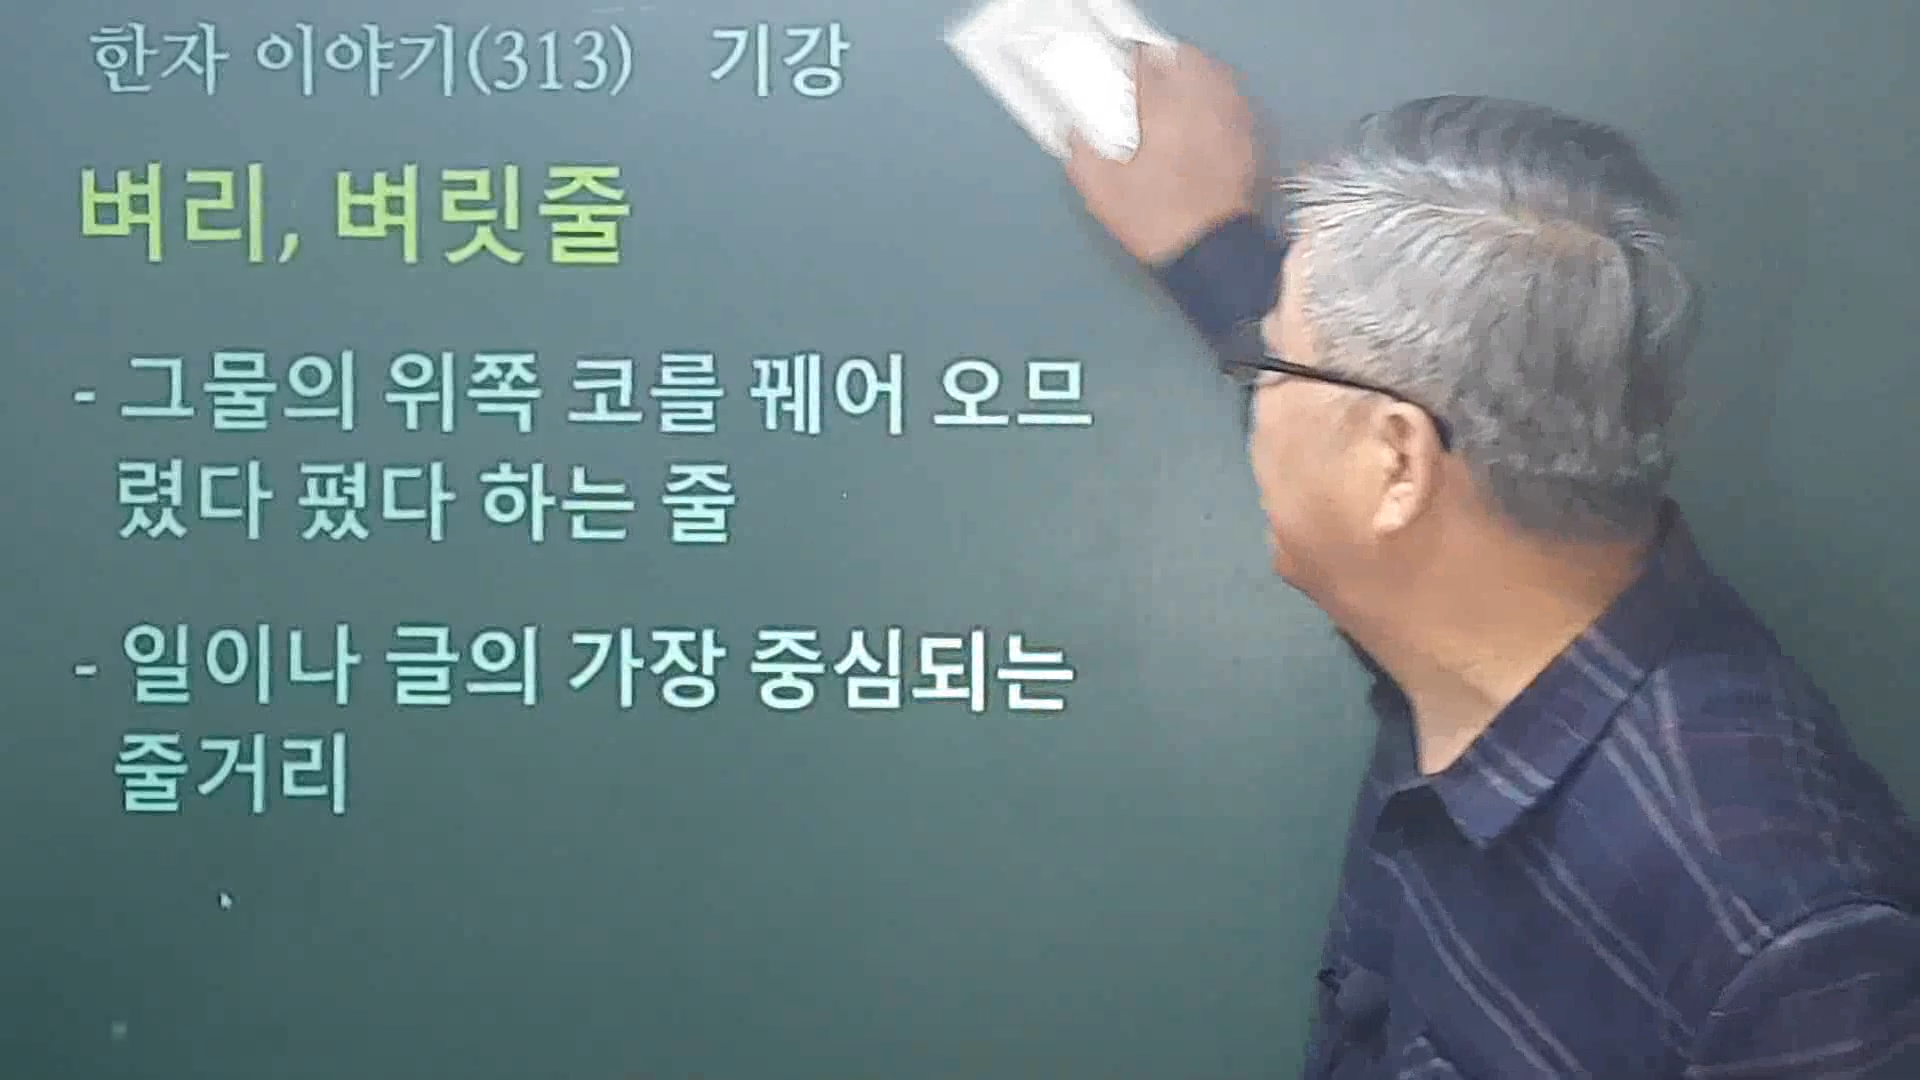 한자 이야기(313) 기강
벼리, 벼릿줄
- 그물의 위쪽 코를 꿰어 오므
렸다 폈다 하는 줄
- 일이나 글의 가장 중심되는
줄거리